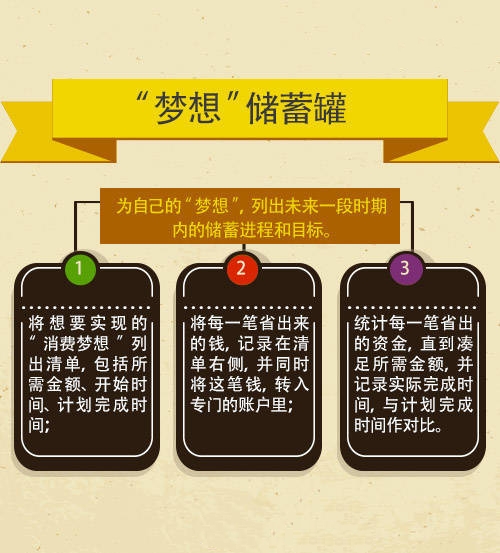 “梦想”储蓄罐
为自己的“梦想”，列出未来一段时期
内的储蓄进程和目标。
1
将想要实现的
“消费梦想”列
出清单，包括所
需金额、开始时
间、计划完成时
间；
2
将每一笔省出来
的钱，记录在清
单右侧，并同时
将这笔钱，转入
专门的账户里；
3
统计每一笔省出
的资金，直到凑
足所需金额，并
记录实际完成时
间，与计划完成
时间作对比。